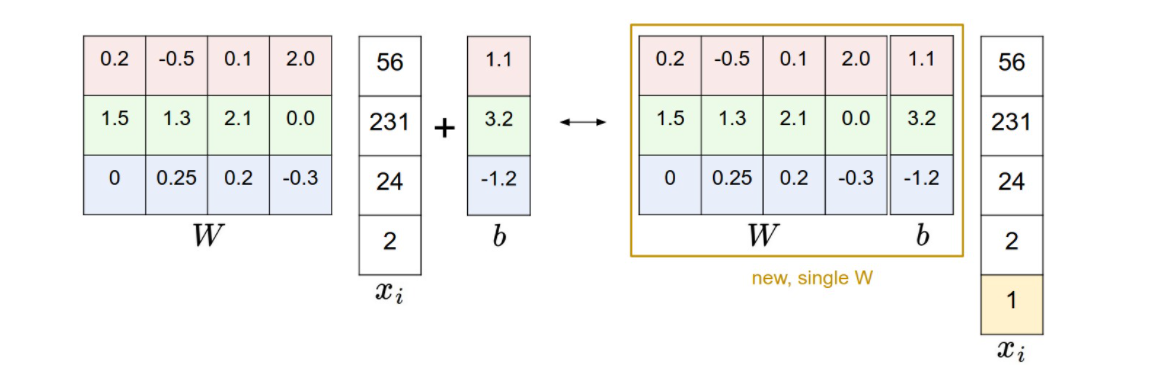 0.2 -0.5 0.1 2.0 56 1.1 0.2 -0.5 0.1 2.0 1.1 56
1.5 1.3 2.1 0.0 231 + 3.2 ↔ 1.5 1.3 2.1 0.0 3.2 231
0 0.25 0.2 -0.3 24 -1.2 0 0.25 0.2 -0.3 -1.2 24
W 2 b W b 2
x_i new, single W 1
x_i